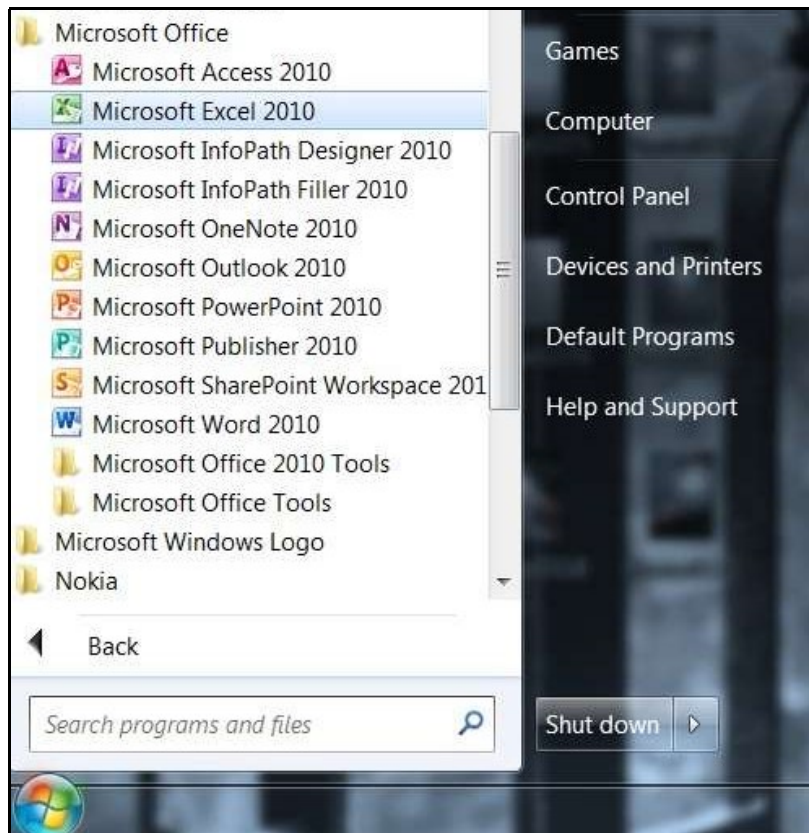 Microsoft Office
Microsoft Access 2010
Microsoft Excel 2010
Microsoft InfoPath Designer 2010
Microsoft InfoPath Filler 2010
Microsoft OneNote 2010
Microsoft Outlook 2010
Microsoft PowerPoint 2010
Microsoft Publisher 2010
Microsoft SharePoint Workspace 201
Microsoft Word 2010
Microsoft Office 2010 Tools
Microsoft Office Tools
Microsoft Windows Logo
Nokia
Back
Search programs and files
Games
Computer
Control Panel
Devices and Printers
Default Programs
Help and Support
Shut down